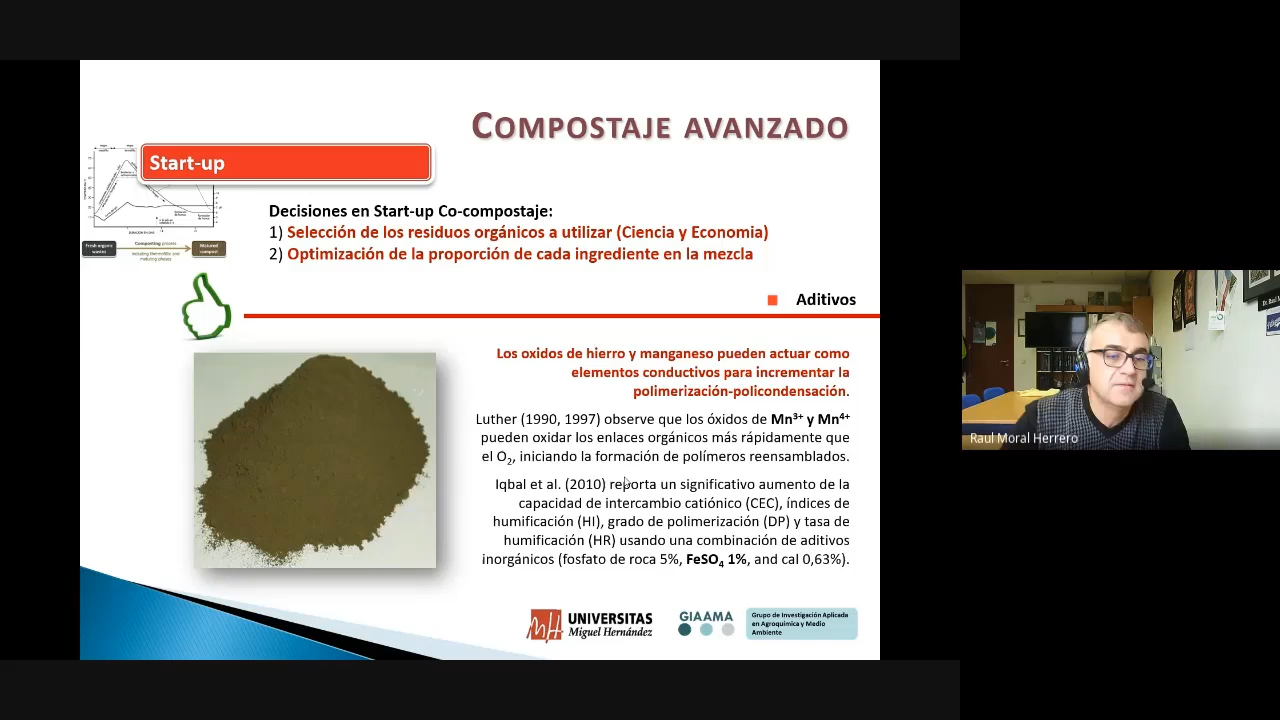 COMPOSTAJE AVANZADO
Start-up
Decisiones en Start-up Co-compostaje:
1) Selección de los residuos orgánicos a utilizar (Ciencia y Economia)
2) Optimización de la proporción de cada ingrediente en la mezcla
Fresh organic
wastes
Composting process
including thermofilic and
maturing phases
Matured
compost
Aditivos
Los oxidos de hierro y manganeso pueden actuar como
elementos conductivos para incrementar la
polimerización-policondensación.
Luther (1990, 1997) observe que los óxidos de Mn³⁺ y Mn⁴⁺
pueden oxidar los enlaces orgánicos más rápidamente que
el O₂, iniciando la formación de polímeros reensamblados.
Iqbal et al. (2010) reporta un significativo aumento de la
capacidad de intercambio catiónico (CEC), índices de
humificación (HI), grado de polimerización (DP) y tasa de
humificación (HR) usando una combinación de aditivos
inorgánicos (fosfato de roca 5%, FeSO₄ 1%, and cal 0,63%).
UNIVERSITAS
Miguel Hernández
GIAAMA
Grupo de Investigación Aplicada
en Agroquímica y Medio
Ambiente
Raul Moral Herrero